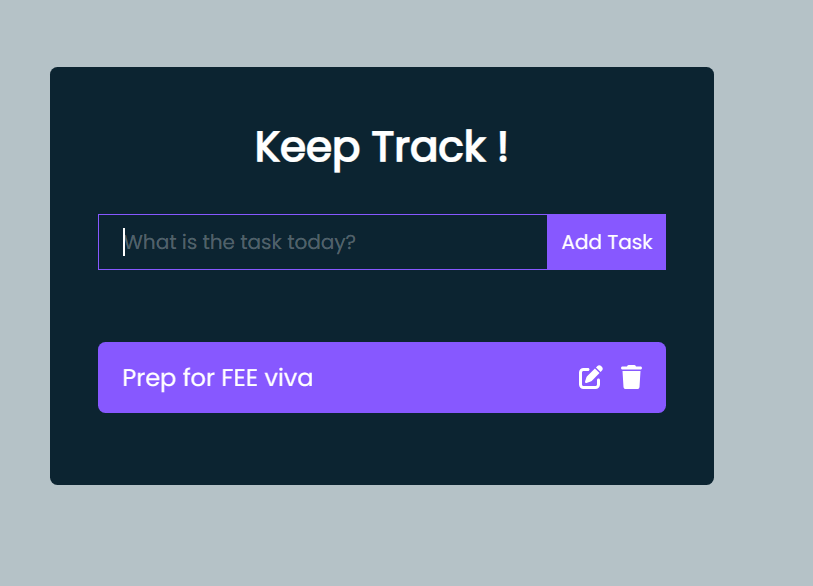 Keep Track !
What is the task today?
Add Task
Prep for FEE viva